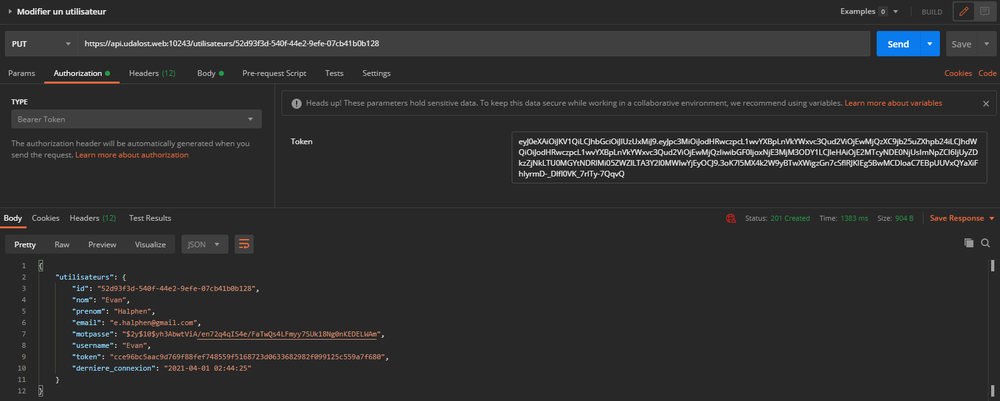 Modifier un utilisateur
Examples 0 BUILD
PUT https://api.udalost.web:10243/utilisateurs/52d93f3d-540f-44e2-9efe-07cb41b0b128 Send Save
Params Authorization Headers (12) Body Pre-request Script Tests Settings Cookies Code
TYPE
Bearer Token
The authorization header will be automatically generated when you
send the request. Learn more about authorization
Heads up! These parameters hold sensitive data. To keep this data secure while working in a collaborative environment, we recommend using variables. Learn more about variables
Token
Body Cookies Headers (12) Test Results Status: 201 Created Time: 1383 ms Size: 904 B Save Response
Pretty Raw Preview Visualize JSON
1 {
2 "utilisateurs": {
3 "id": "52d93f3d-540f-44e2-9efe-07cb41b0b128",
4 "nom": "Evan",
5 "prenom": "Halphen",
6 "email": "e.halphen@gmail.com",
7 "motpasse": "$2y$10$yh3AbwtViA/en72q4qIS4e/FaTwQs4LFmyy7SUk18Ng0nKEDELWAm",
8 "username": "Evan",
9 "token": "cce96bc5aac9d769f88fef748559f5168723d0633682982f099125c559a7f680",
10 "derniere_connexion": "2021-04-01 02:44:25"
11 }
12 }